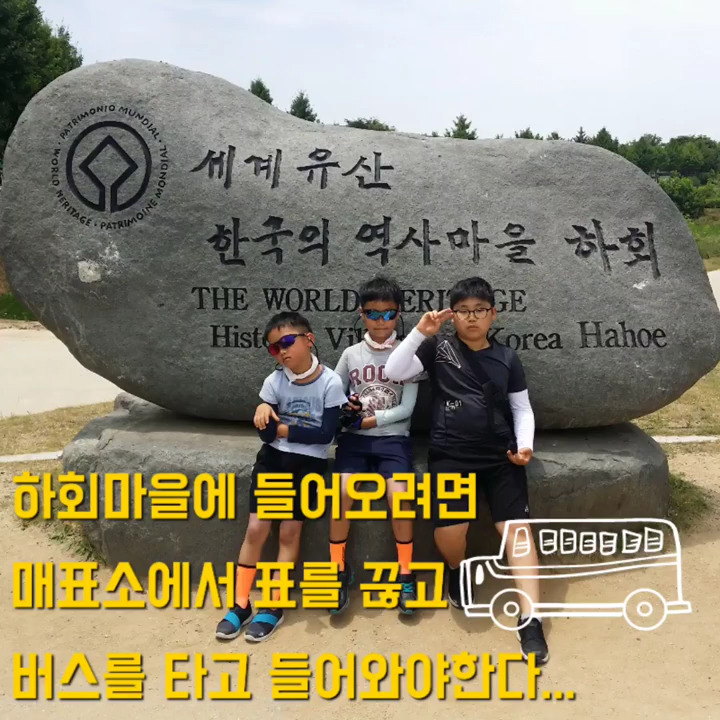 PATRIMONIO MUNDIAL · WORLD HERITAGE · PATRIMOINE MONDIAL ·
세계유산
한국의 역사마을 하회
THE WORLD HERITAGE
Korea Hahoe
ROO
하회마을에 들어오려면
매표소에서 표를 끊고
버스를 타고 들어와야한다...